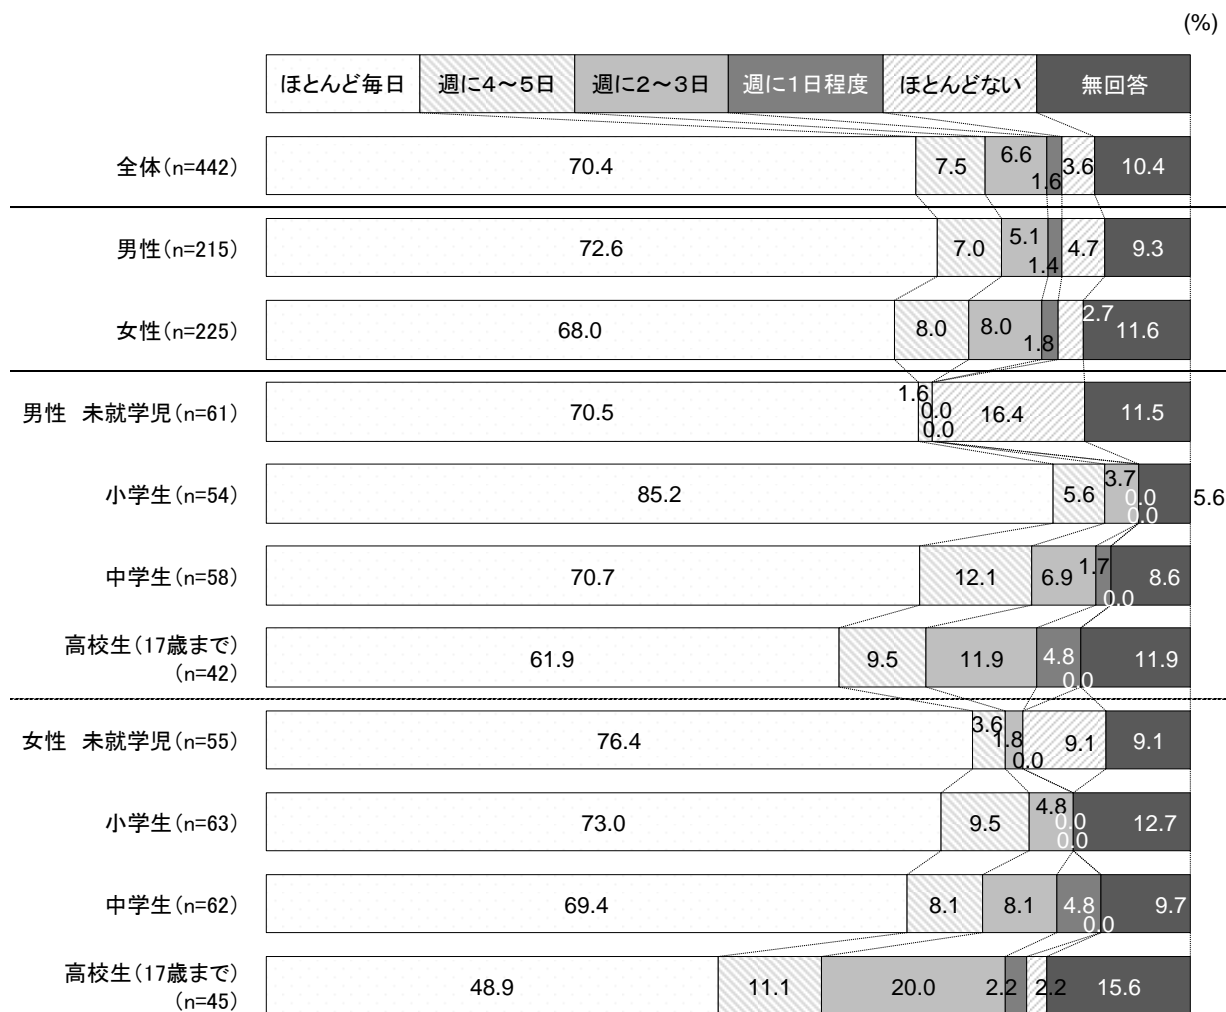 (%)
ほとんど毎日 週に4～5日 週に2～3日 週に1日程度 ほとんどない 無回答
全体(n=442) 70.4 7.5 6.6 1.6 3.6 10.4
男性(n=215) 72.6 7.0 5.1 1.4 4.7 9.3
女性(n=225) 68.0 8.0 8.0 1.8 2.7 11.6
男性 未就学児(n=61) 70.5 1.6 0.0 0.0 16.4 11.5
小学生(n=54) 85.2 5.6 3.7 0.0 0.0 5.6
中学生(n=58) 70.7 12.1 6.9 1.7 0.0 8.6
高校生(17歳まで)
(n=42) 61.9 9.5 11.9 4.8 0.0 11.9
女性 未就学児(n=55) 76.4 3.6 1.8 0.0 9.1 9.1
小学生(n=63) 73.0 9.5 4.8 0.0 0.0 12.7
中学生(n=62) 69.4 8.1 8.1 4.8 0.0 9.7
高校生(17歳まで)
(n=45) 48.9 11.1 20.0 2.2 2.2 15.6